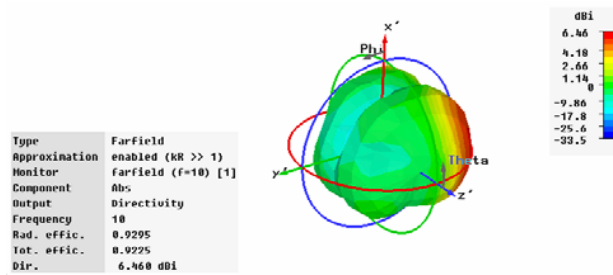 dBi
6.46
4.18
2.66
1.14
0
-9.86
-17.8
-25.6
-33.5
x'
Phi
Theta
y'
z'
Type Farfield
Approximation enabled (kR >> 1)
Monitor farfield (f=10) [1]
Component Abs
Output Directivity
Frequency 10
Rad. effic. 0.9295
Tot. effic. 0.9225
Dir. 6.460 dBi